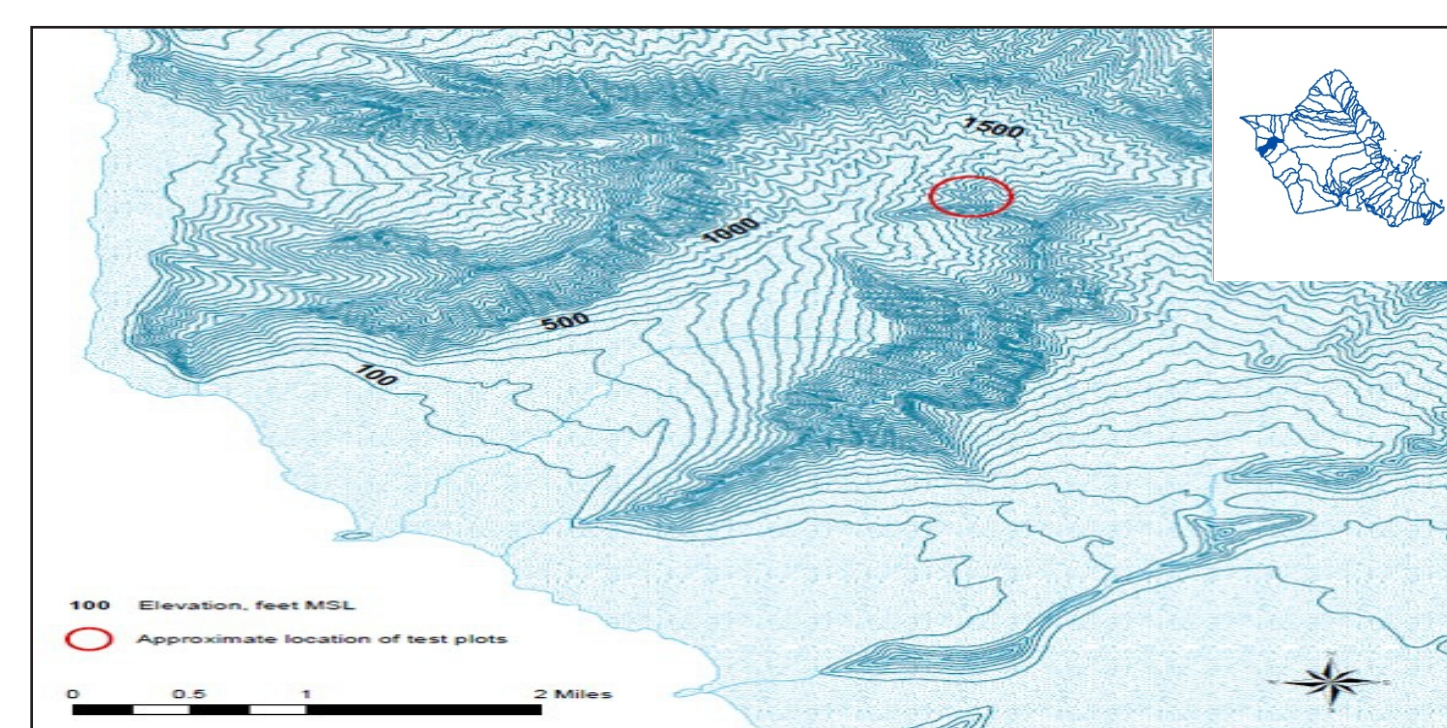 1500
1000
500
100
100 Elevation, feet MSL
Approximate location of test plots
0 0.5 1 2 Miles